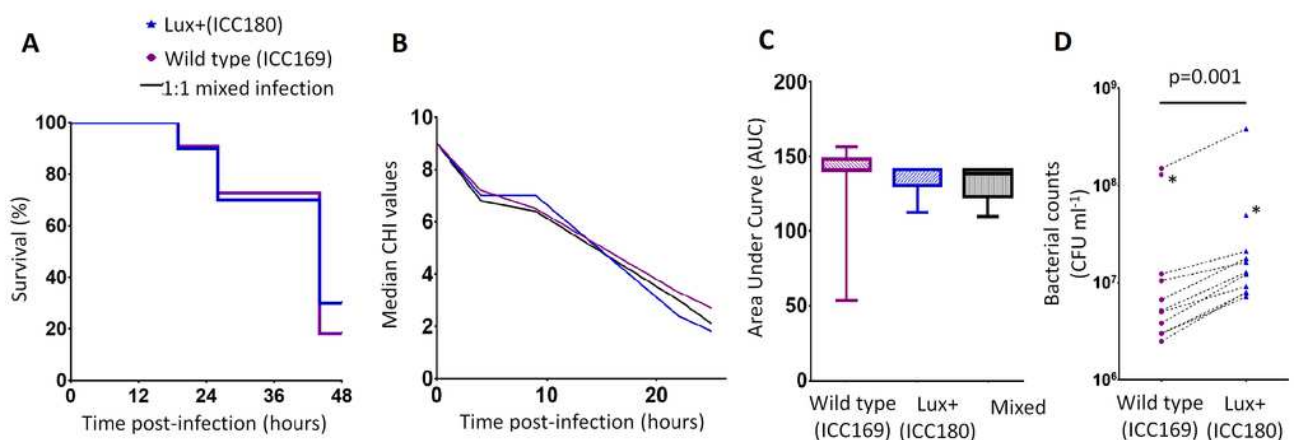 A
Lux+(ICC180)
Wild type (ICC169)
1:1 mixed infection
Survival (%)
100
80
60
40
20
0
0 12 24 36 48
Time post-infection (hours)
B
Median CHI values
10
8
6
4
2
0
0 10 20
Time post-infection (hours)
C
Area Under Curve (AUC)
200
150
100
50
0
Wild type
(ICC169)
Lux+
(ICC180)
Mixed
D
p=0.001
Bacterial counts
(CFU ml⁻¹)
10⁹
10⁸
10⁷
10⁶
*
*
Wild type
(ICC169)
Lux+
(ICC180)